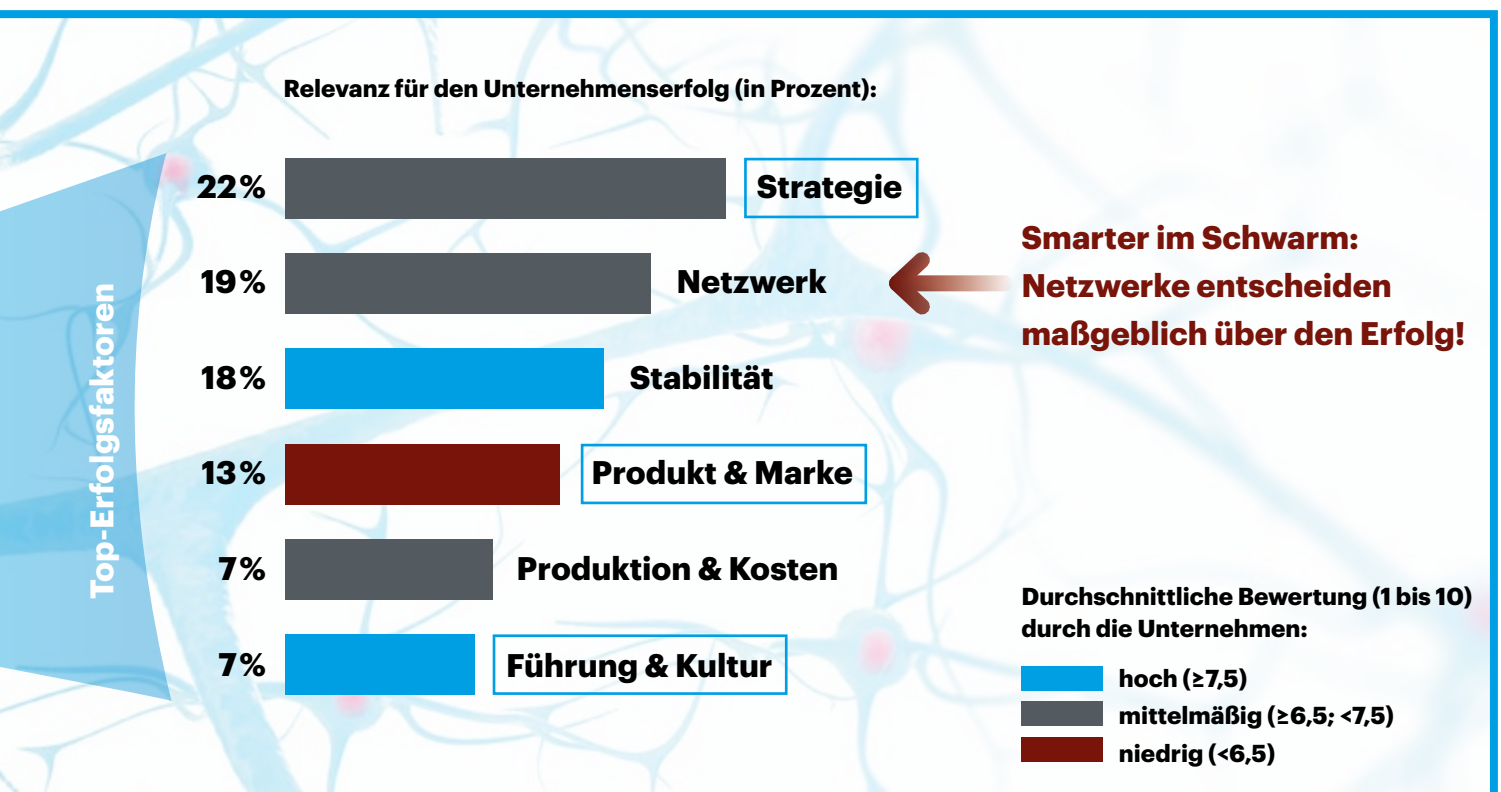 Relevanz für den Unternehmenserfolg (in Prozent):
Top-Erfolgsfaktoren
22% Strategie
19% Netzwerk
18% Stabilität
13% Produkt & Marke
7% Produktion & Kosten
7% Führung & Kultur
Smarter im Schwarm:
Netzwerke entscheiden
maßgeblich über den Erfolg!
Durchschnittliche Bewertung (1 bis 10)
durch die Unternehmen:
hoch (≥7,5)
mittelmäßig (≥6,5; <7,5)
niedrig (<6,5)